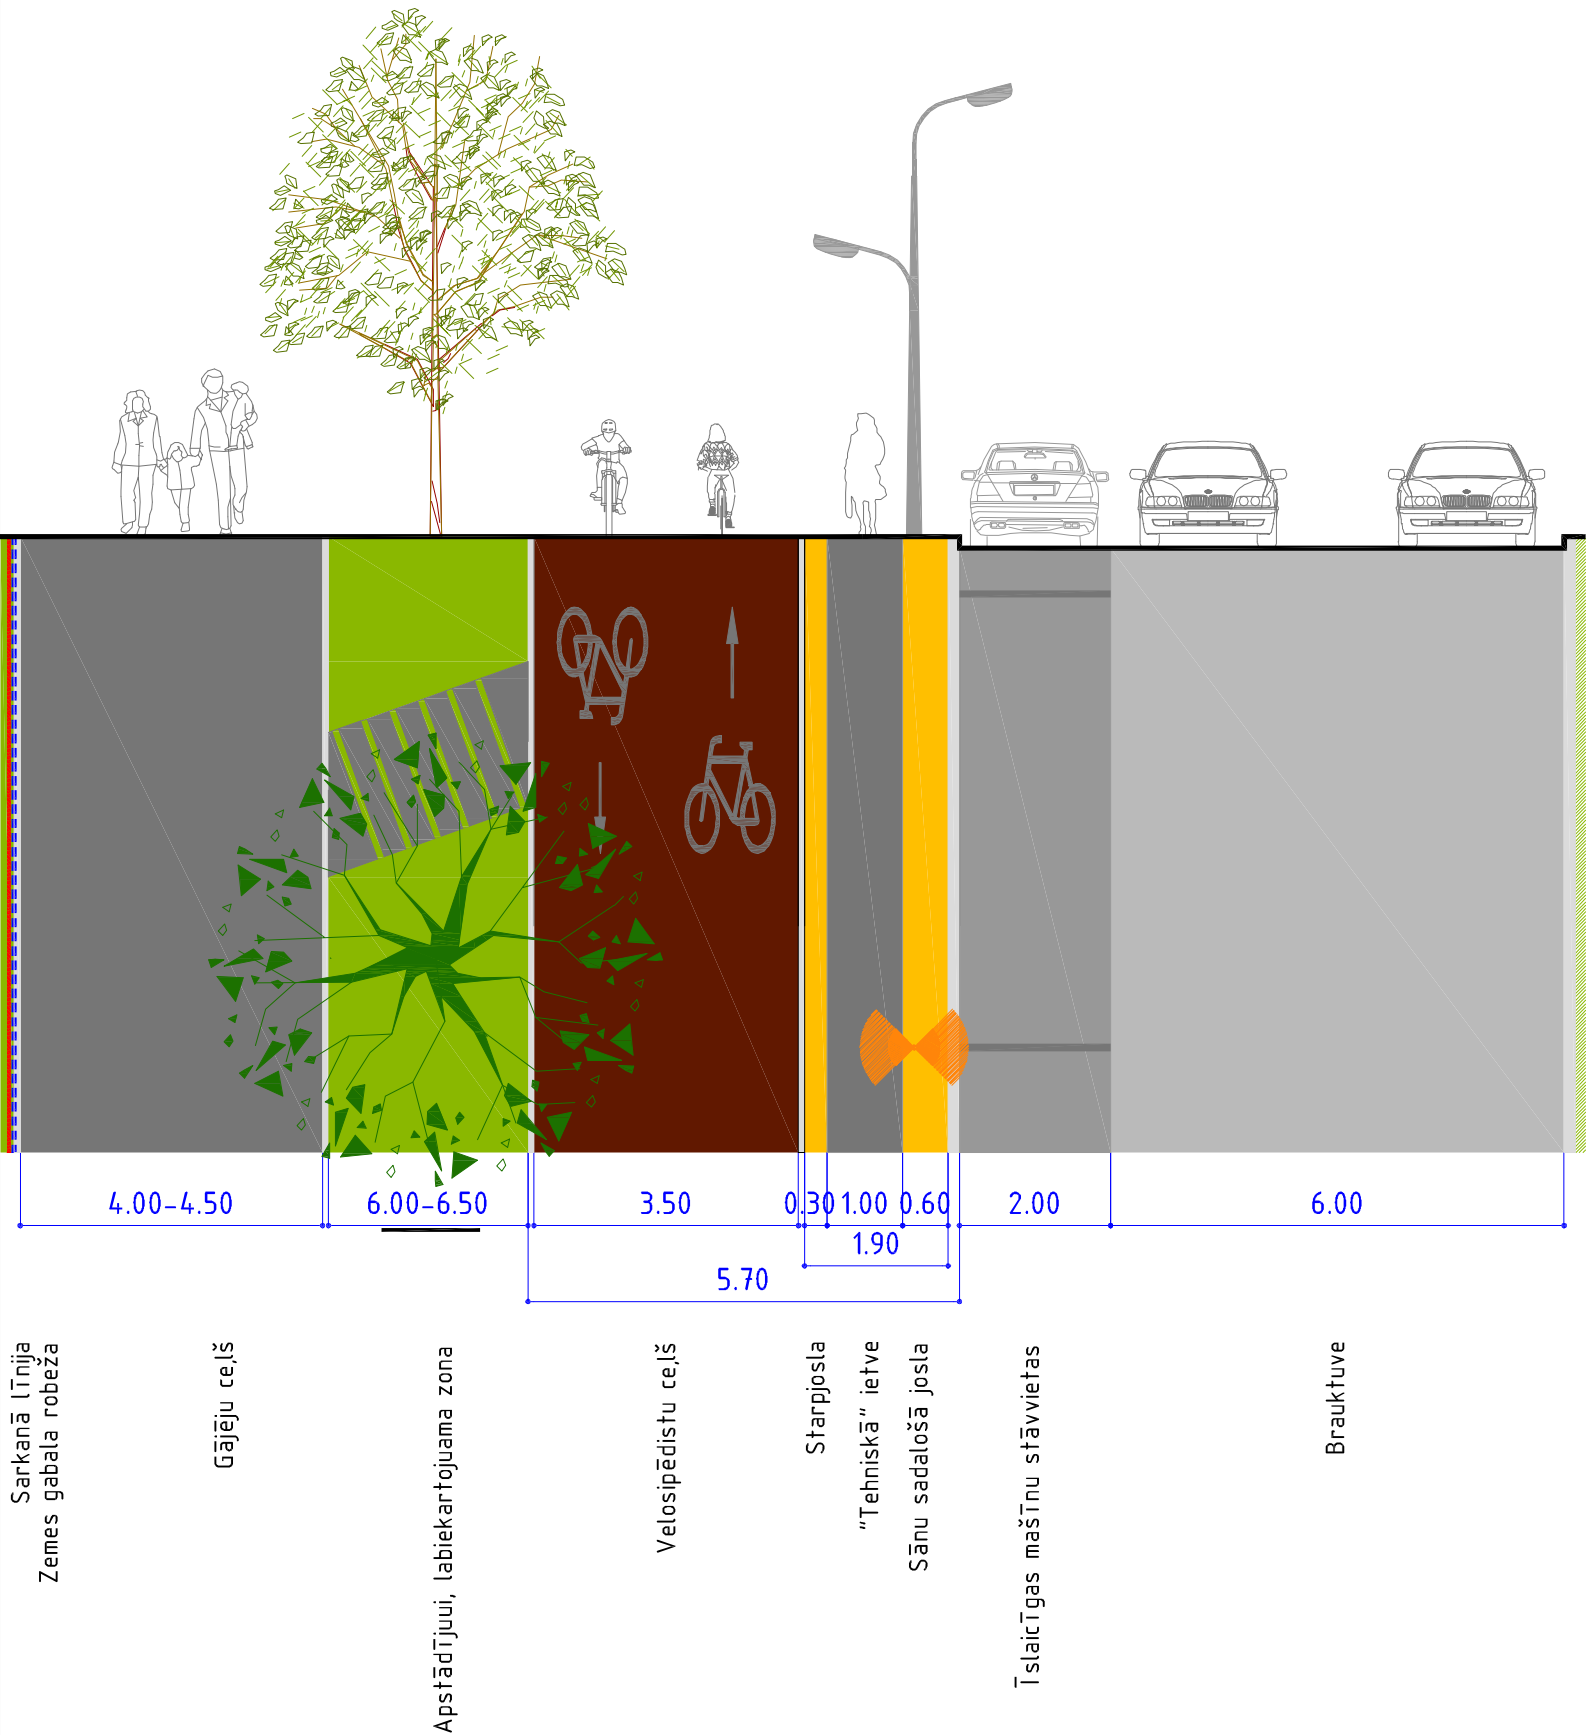 4.00-4.50
6.00-6.50
3.50
0.30
1.00
0.60
2.00
6.00
1.90
5.70
Sarkanā līnija
Zemes gabala robeža
Gājēju ceļš
Apstādījuui, labiekartojuama zona
Velosipēdistu ceļš
Starpjosla
"Tehniskā" ietve
Sānu sadalošā josla
Īslaicīgas mašīnu stāvvietas
Brauktuve